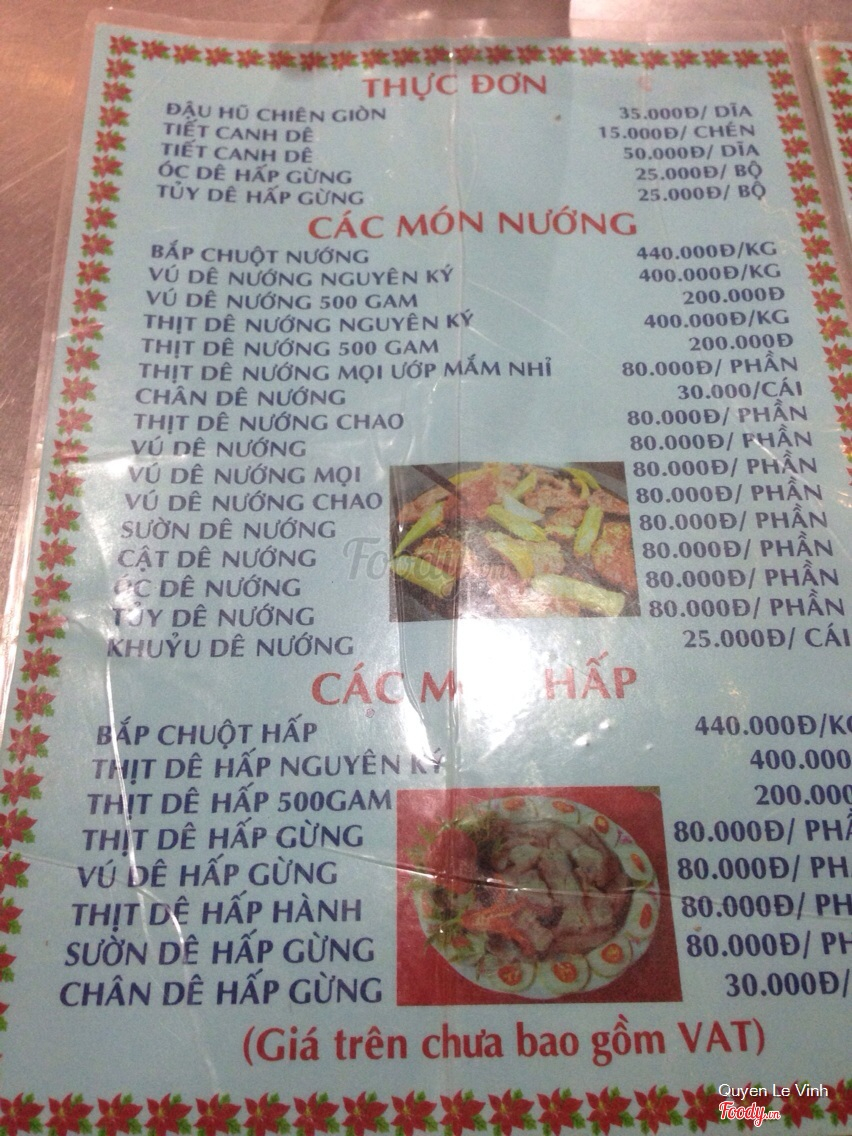 THỰC ĐƠN
ĐẬU HŨ CHIÊN GIÒN 35.000Đ/ DĨA
TIẾT CANH DÊ 15.000Đ/ CHÉN
TIẾT CANH DÊ 50.000Đ/ DĨA
ÓC DÊ HẤP GỪNG 25.000Đ/ BỘ
TỦY DÊ HẤP GỪNG 25.000Đ/ BỘ
CÁC MÓN NƯỚNG
BẮP CHUỘT NƯỚNG 440.000Đ/KG
VÚ DÊ NƯỚNG NGUYÊN KÝ 400.000Đ/KG
VÚ DÊ NƯỚNG 500 GAM 200.000Đ
THỊT DÊ NƯỚNG NGUYÊN KÝ 400.000Đ/KG
THỊT DÊ NƯỚNG 500 GAM 200.000Đ
THỊT DÊ NƯỚNG MỌI ƯỚP MẮM NHỈ 80.000Đ/ PHẦN
CHÂN DÊ NƯỚNG 30.000/CÁI
THỊT DÊ NƯỚNG CHAO 80.000Đ/ PHẦN
VÚ DÊ NƯỚNG 80.000Đ/ PHẦN
VÚ DÊ NƯỚNG MỌI 80.000Đ/ PHẦN
VÚ DÊ NƯỚNG CHAO 80.000Đ/ PHẦN
SƯỜN DÊ NƯỚNG 80.000Đ/ PHẦN
CẬT DÊ NƯỚNG 80.000Đ/ PHẦN
ÓC DÊ NƯỚNG 80.000Đ/ PHẦN
TỦY DÊ NƯỚNG 80.000Đ/ PHẦN
KHUỶU DÊ NƯỚNG 25.000Đ/ CÁI
CÁC HẤP
BẮP CHUỘT HẤP 440.000Đ/KG
THỊT DÊ HẤP NGUYÊN KÝ 400.000
THỊT DÊ HẤP 500GAM 200.000
THỊT DÊ HẤP GỪNG 80.000Đ/ PHẦ
VÚ DÊ HẤP GỪNG 80.000Đ/ PH
THỊT DÊ HẤP HÀNH 80.000Đ/ PH
SƯỜN DÊ HẤP GỪNG 80.000Đ/ PH
CHÂN DÊ HẤP GỪNG 30.000Đ/
(Giá trên chưa bao gồm VAT)
Foody.vn
Quyen Le Vinh
Foody.vn